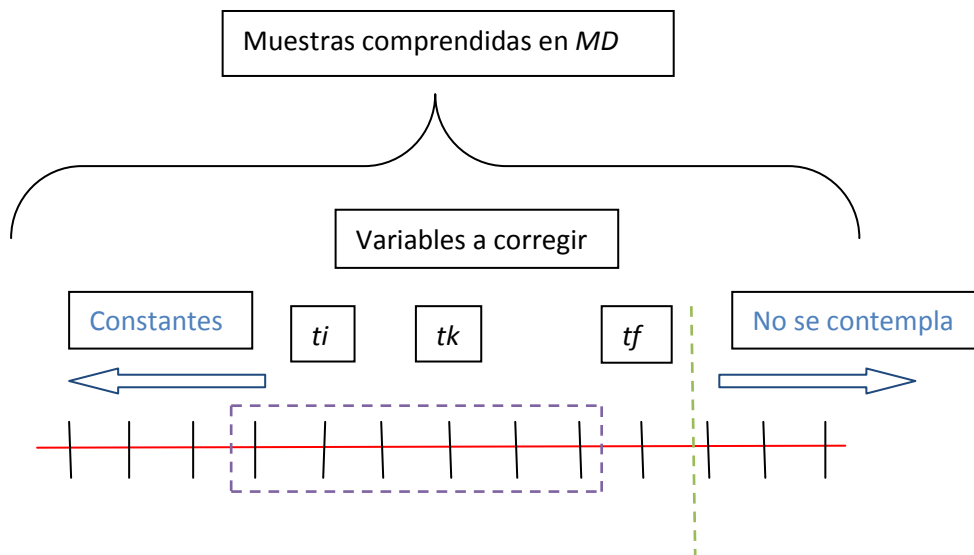 Muestras comprendidas en MD
Variables a corregir
Constantes
ti
tk
tf
No se contempla